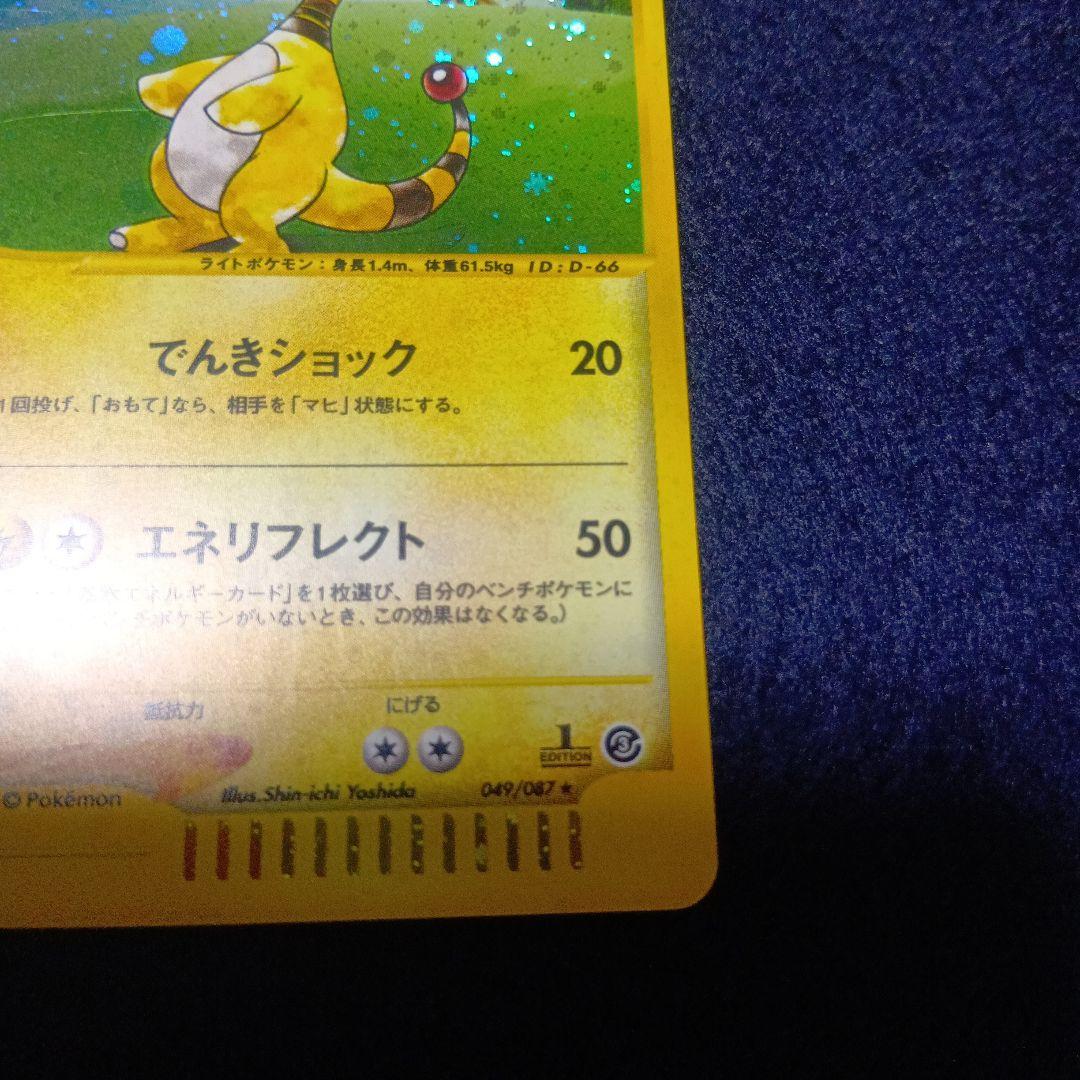 ライトポケモン：身長1.4m、体重61.5kg ID:D-66
でんきショック 20
1回投げ、「おもて」なら、相手を「マヒ」状態にする。
エネリフレクト 50
エネルギーカード」を1枚選び、自分のベンチポケモンに
ポケモンがいないとき、この効果はなくなる。）
抵抗力 にげる
1 EDITION
© Pokémon Illus. Shin-ichi Yoshida 049/087 ★